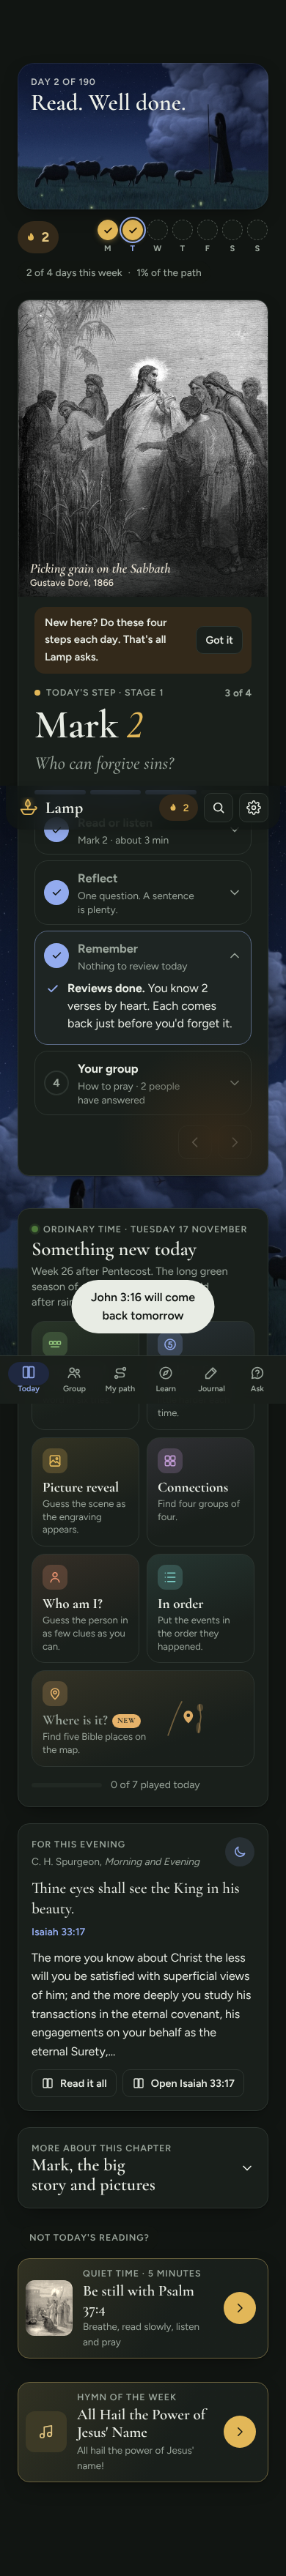 DAY 2 OF 190
Read. Well done.
2
M T W T F S S
2 of 4 days this week · 1% of the path
Picking grain on the Sabbath
Gustave Doré, 1866
New here? Do these four
steps each day. That's all
Lamp asks.
Got it
TODAY'S STEP · STAGE 1
3 of 4
Mark 2
Who can forgive sins?
Lamp
2
Read or listen
Mark 2 · about 3 min
Reflect
One question. A sentence
is plenty.
Remember
Nothing to review today
Reviews done. You know 2
verses by heart. Each comes
back just before you'd forget it.
4
Your group
How to pray · 2 people
have answered
ORDINARY TIME · TUESDAY 17 NOVEMBER
Something new today
Week 26 after Pentecost. The long green
season of
after
John 3:16 will come
back tomorrow
Today
Group
My path
Learn
Journal
Ask
time.
Picture reveal
Guess the scene as
the engraving
appears.
Connections
Find four groups of
four.
Who am I?
Guess the person in
as few clues as you
can.
In order
Put the events in
the order they
happened.
Where is it? NEW
Find five Bible places on
the map.
0 of 7 played today
FOR THIS EVENING
C. H. Spurgeon, Morning and Evening
Thine eyes shall see the King in his
beauty.
Isaiah 33:17
The more you know about Christ the less
will you be satisfied with superficial views
of him; and the more deeply you study his
transactions in the eternal covenant, his
engagements on your behalf as the
eternal Surety,...
Read it all
Open Isaiah 33:17
MORE ABOUT THIS CHAPTER
Mark, the big
story and pictures
NOT TODAY'S READING?
QUIET TIME · 5 MINUTES
Be still with Psalm
37:4
Breathe, read slowly, listen
and pray
HYMN OF THE WEEK
All Hail the Power of
Jesus' Name
All hail the power of Jesus'
name!